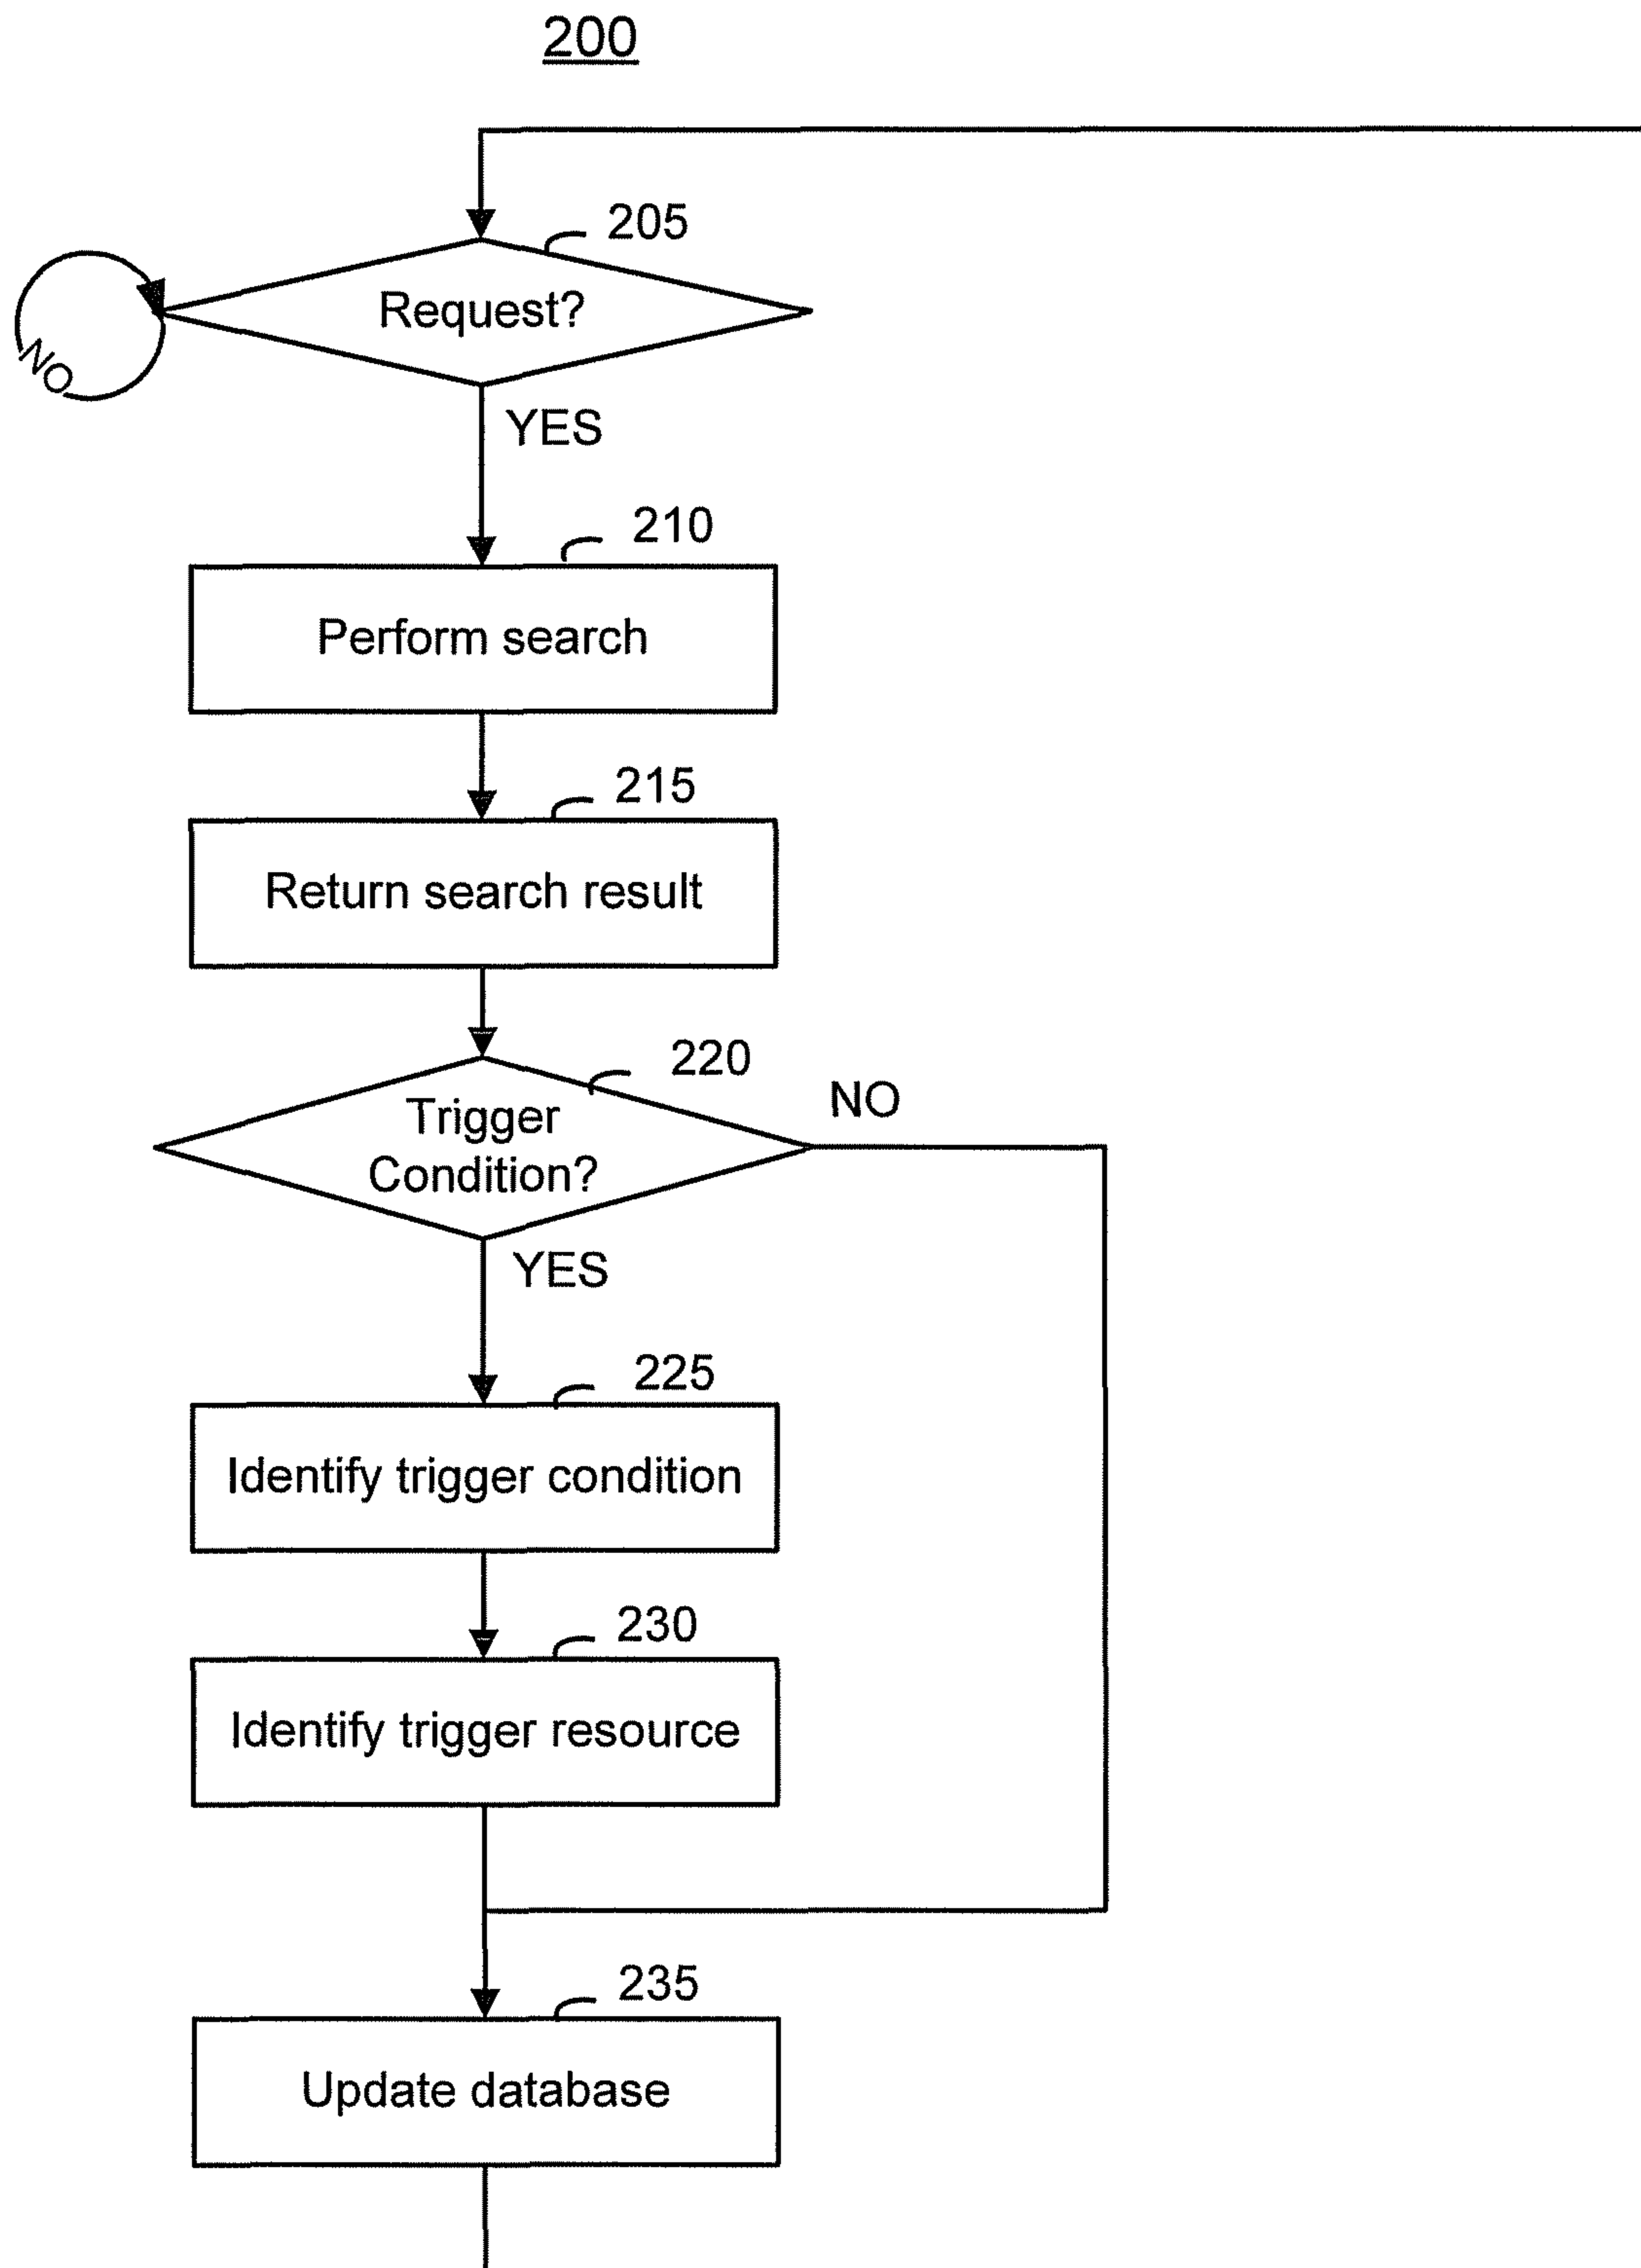 200
205
Request?
NO
YES
210
Perform search
215
Return search result
220
Trigger
Condition?
NO
YES
225
Identify trigger condition
230
Identify trigger resource
235
Update database